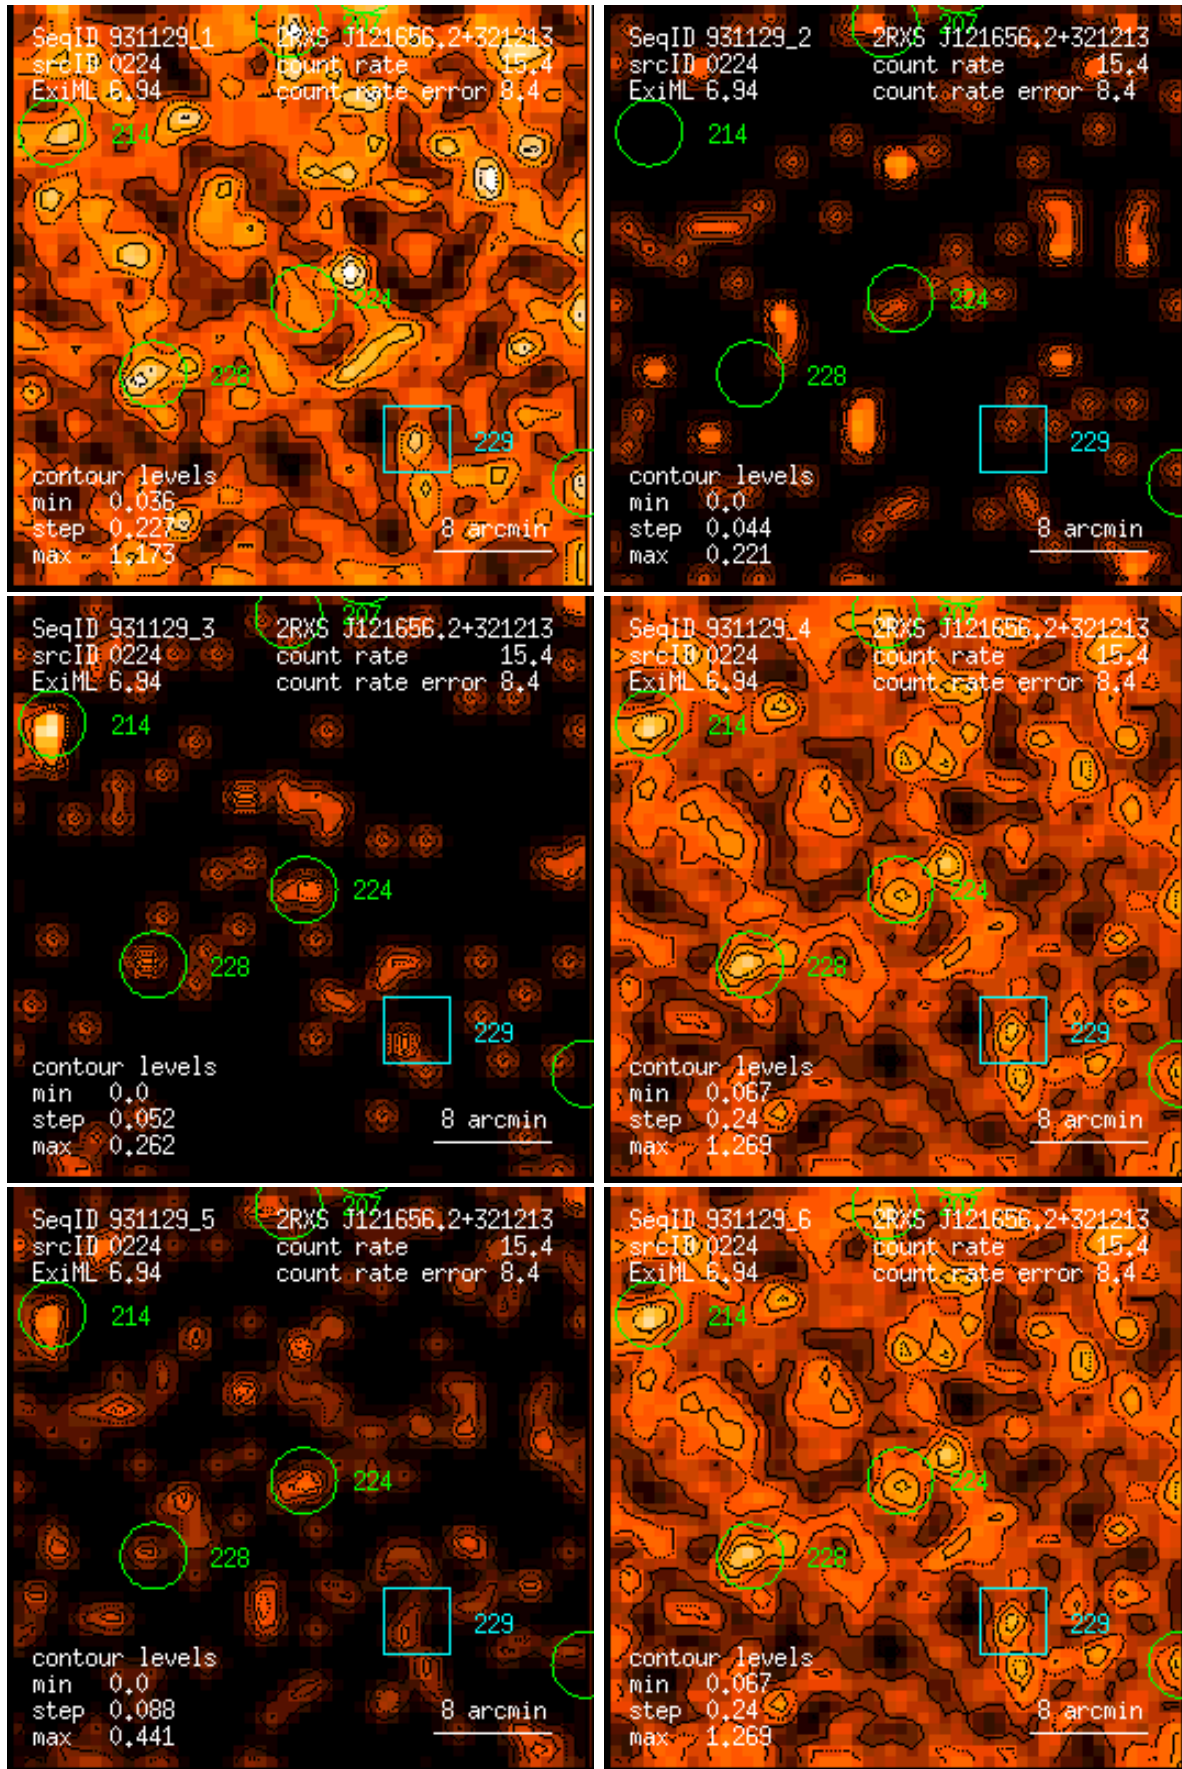 207
SeqID 931129_1 2RXS J121656.2+321213
srcID 0224 count rate 15.4
ExiML 6.94 count rate error 8.4
214
224
228
229
contour levels
min 0.036
step 0.227
max 1.173
8 arcmin
207
SeqID 931129_2 2RXS J121656.2+321213
srcID 0224 count rate 15.4
ExiML 6.94 count rate error 8.4
214
224
228
229
contour levels
min 0.0
step 0.044
max 0.221
8 arcmin
207
SeqID 931129_3 2RXS J121656.2+321213
srcID 0224 count rate 15.4
ExiML 6.94 count rate error 8.4
214
224
228
229
contour levels
min 0.0
step 0.052
max 0.262
8 arcmin
207
SeqID 931129_4 2RXS J121656.2+321213
srcID 0224 count rate 15.4
ExiML 6.94 count rate error 8.4
214
224
228
229
contour levels
min 0.067
step 0.24
max 1.269
8 arcmin
207
SeqID 931129_5 2RXS J121656.2+321213
srcID 0224 count rate 15.4
ExiML 6.94 count rate error 8.4
214
224
228
229
contour levels
min 0.0
step 0.088
max 0.441
8 arcmin
207
SeqID 931129_6 2RXS J121656.2+321213
srcID 0224 count rate 15.4
ExiML 6.94 count rate error 8.4
214
224
228
229
contour levels
min 0.067
step 0.24
max 1.269
8 arcmin